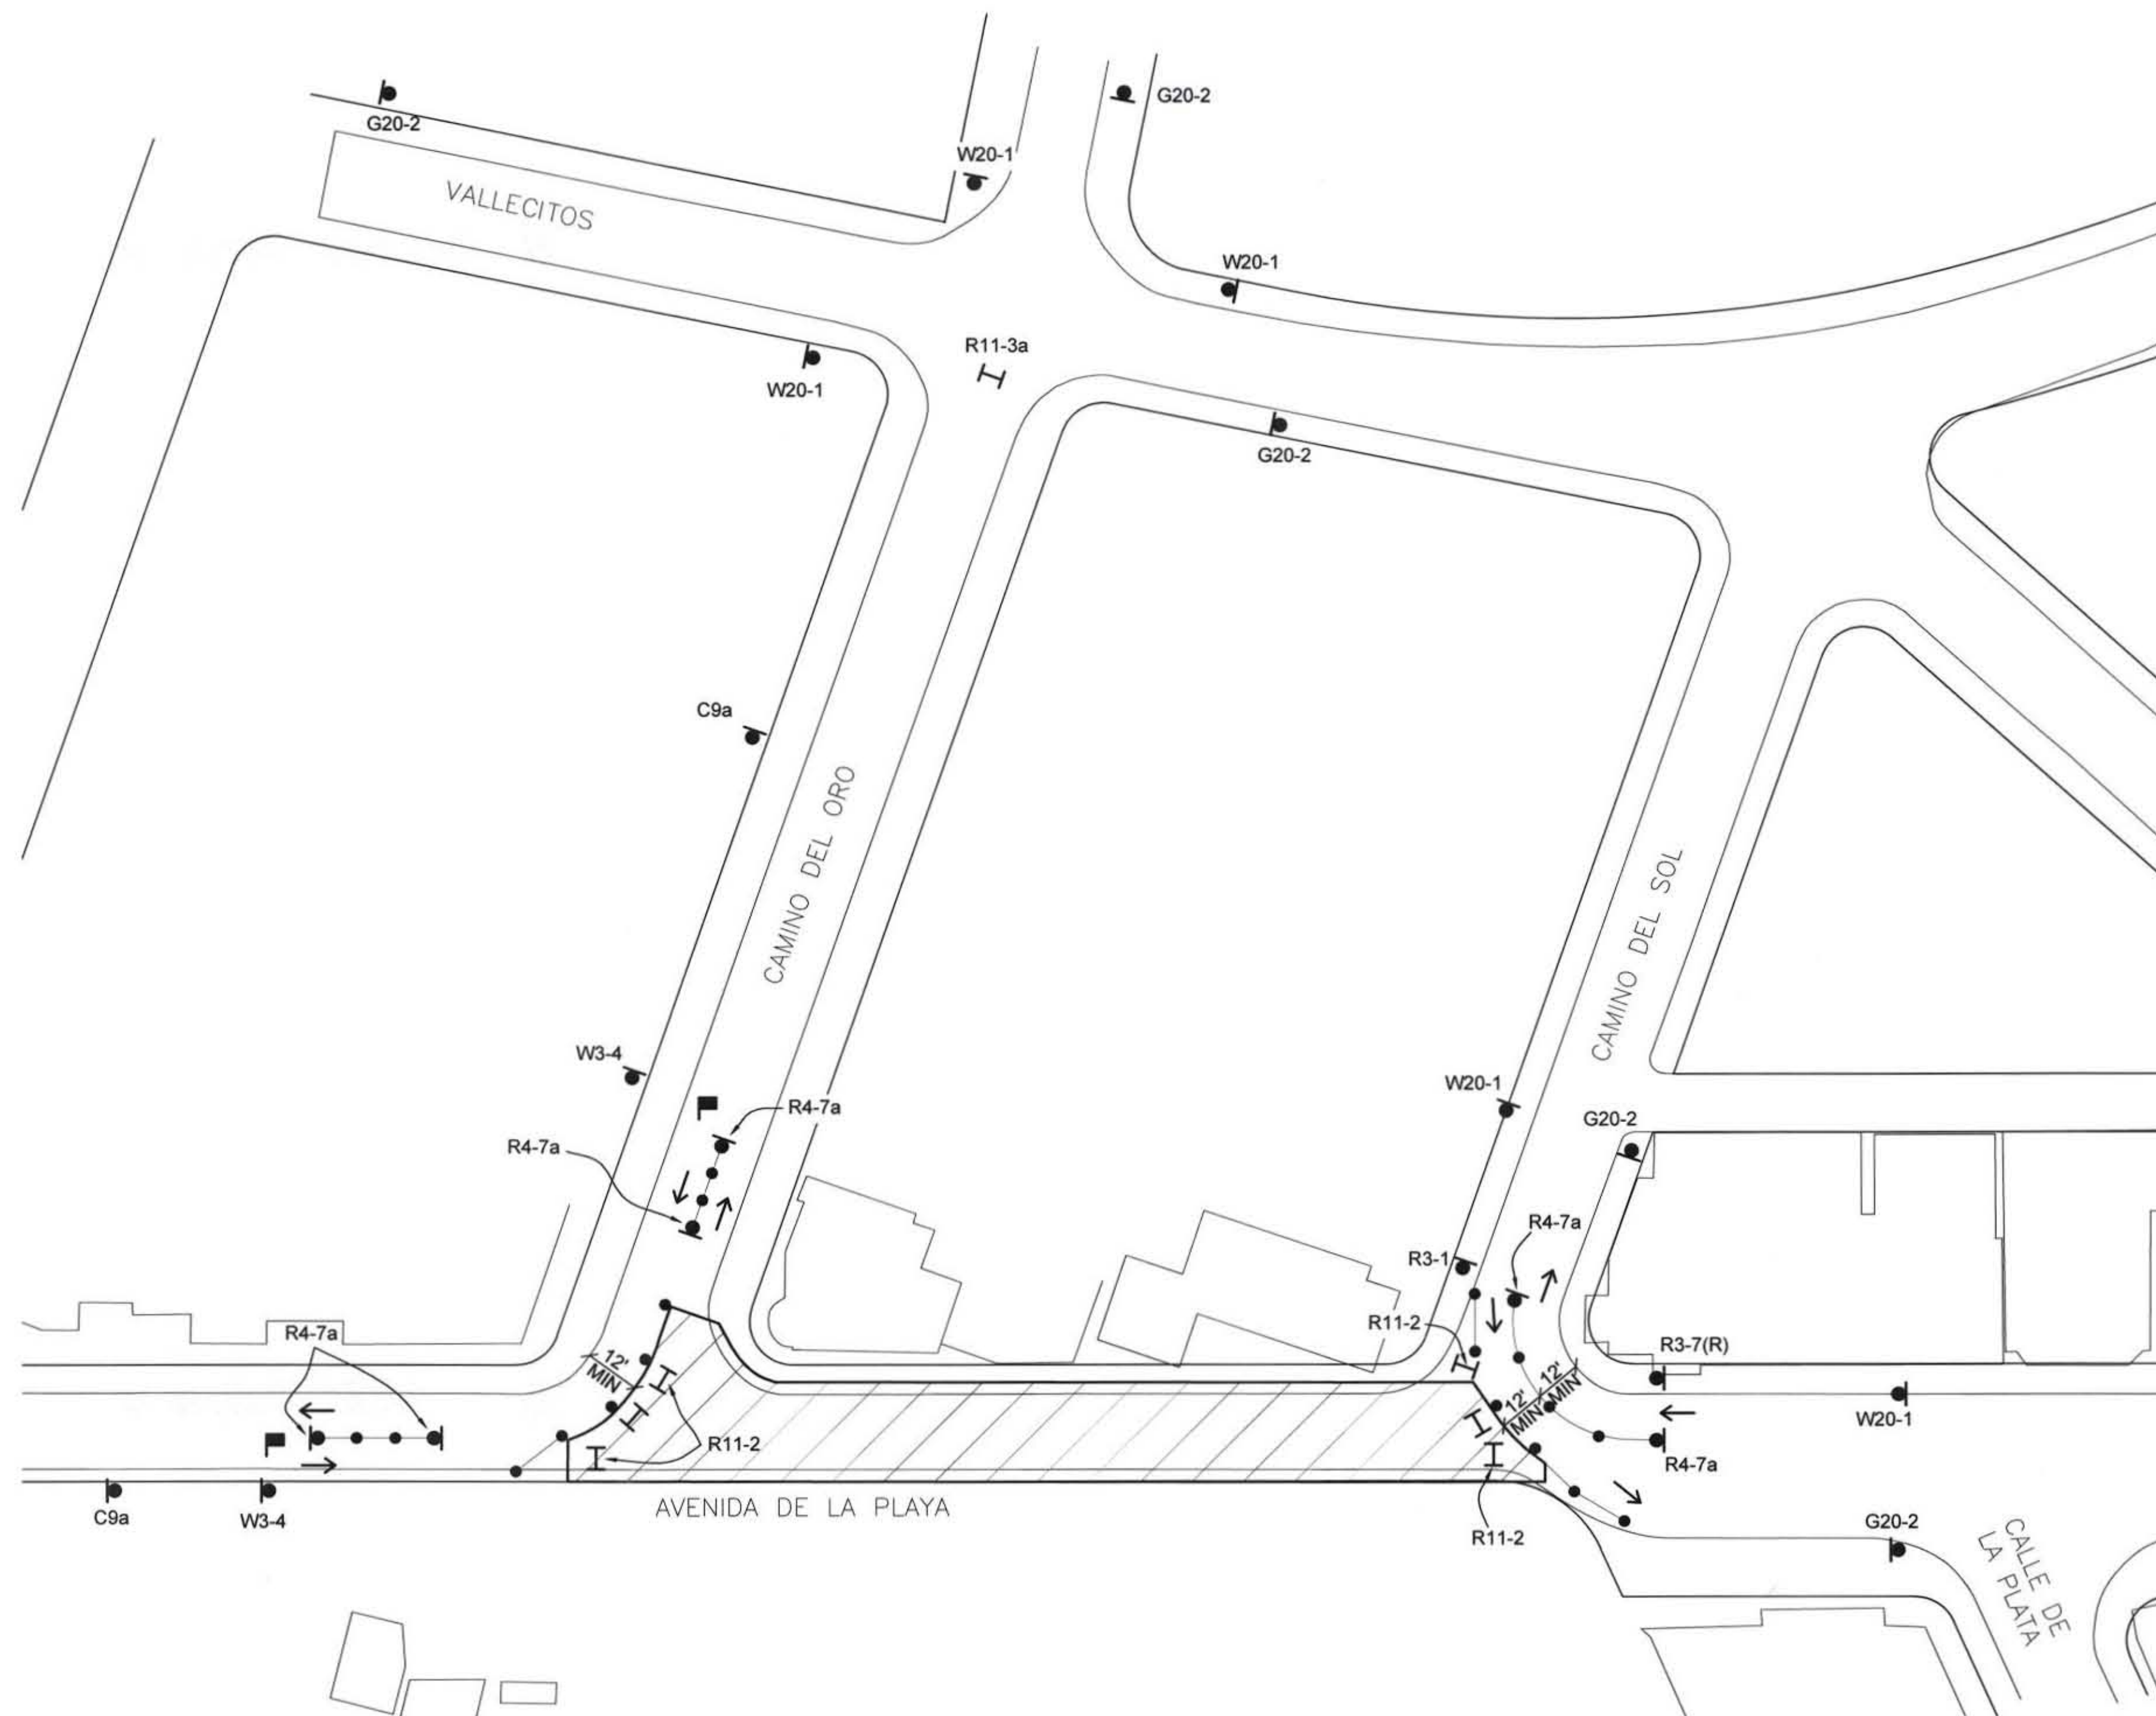 G20-2
G20-2
W20-1
VALLECITOS
W20-1
R11-3a
W20-1
G20-2
C9a
CAMINO DEL ORO
CAMINO DEL SOL
W3-4
W20-1
R4-7a
G20-2
R4-7a
R4-7a
R3-1
R11-2
R4-7a
R3-7(R)
12'
MIN
12'
MIN
12'
MIN
W20-1
R11-2
R4-7a
AVENIDA DE LA PLAYA
C9a
W3-4
R11-2
G20-2
CALLE DE
LA PLATA